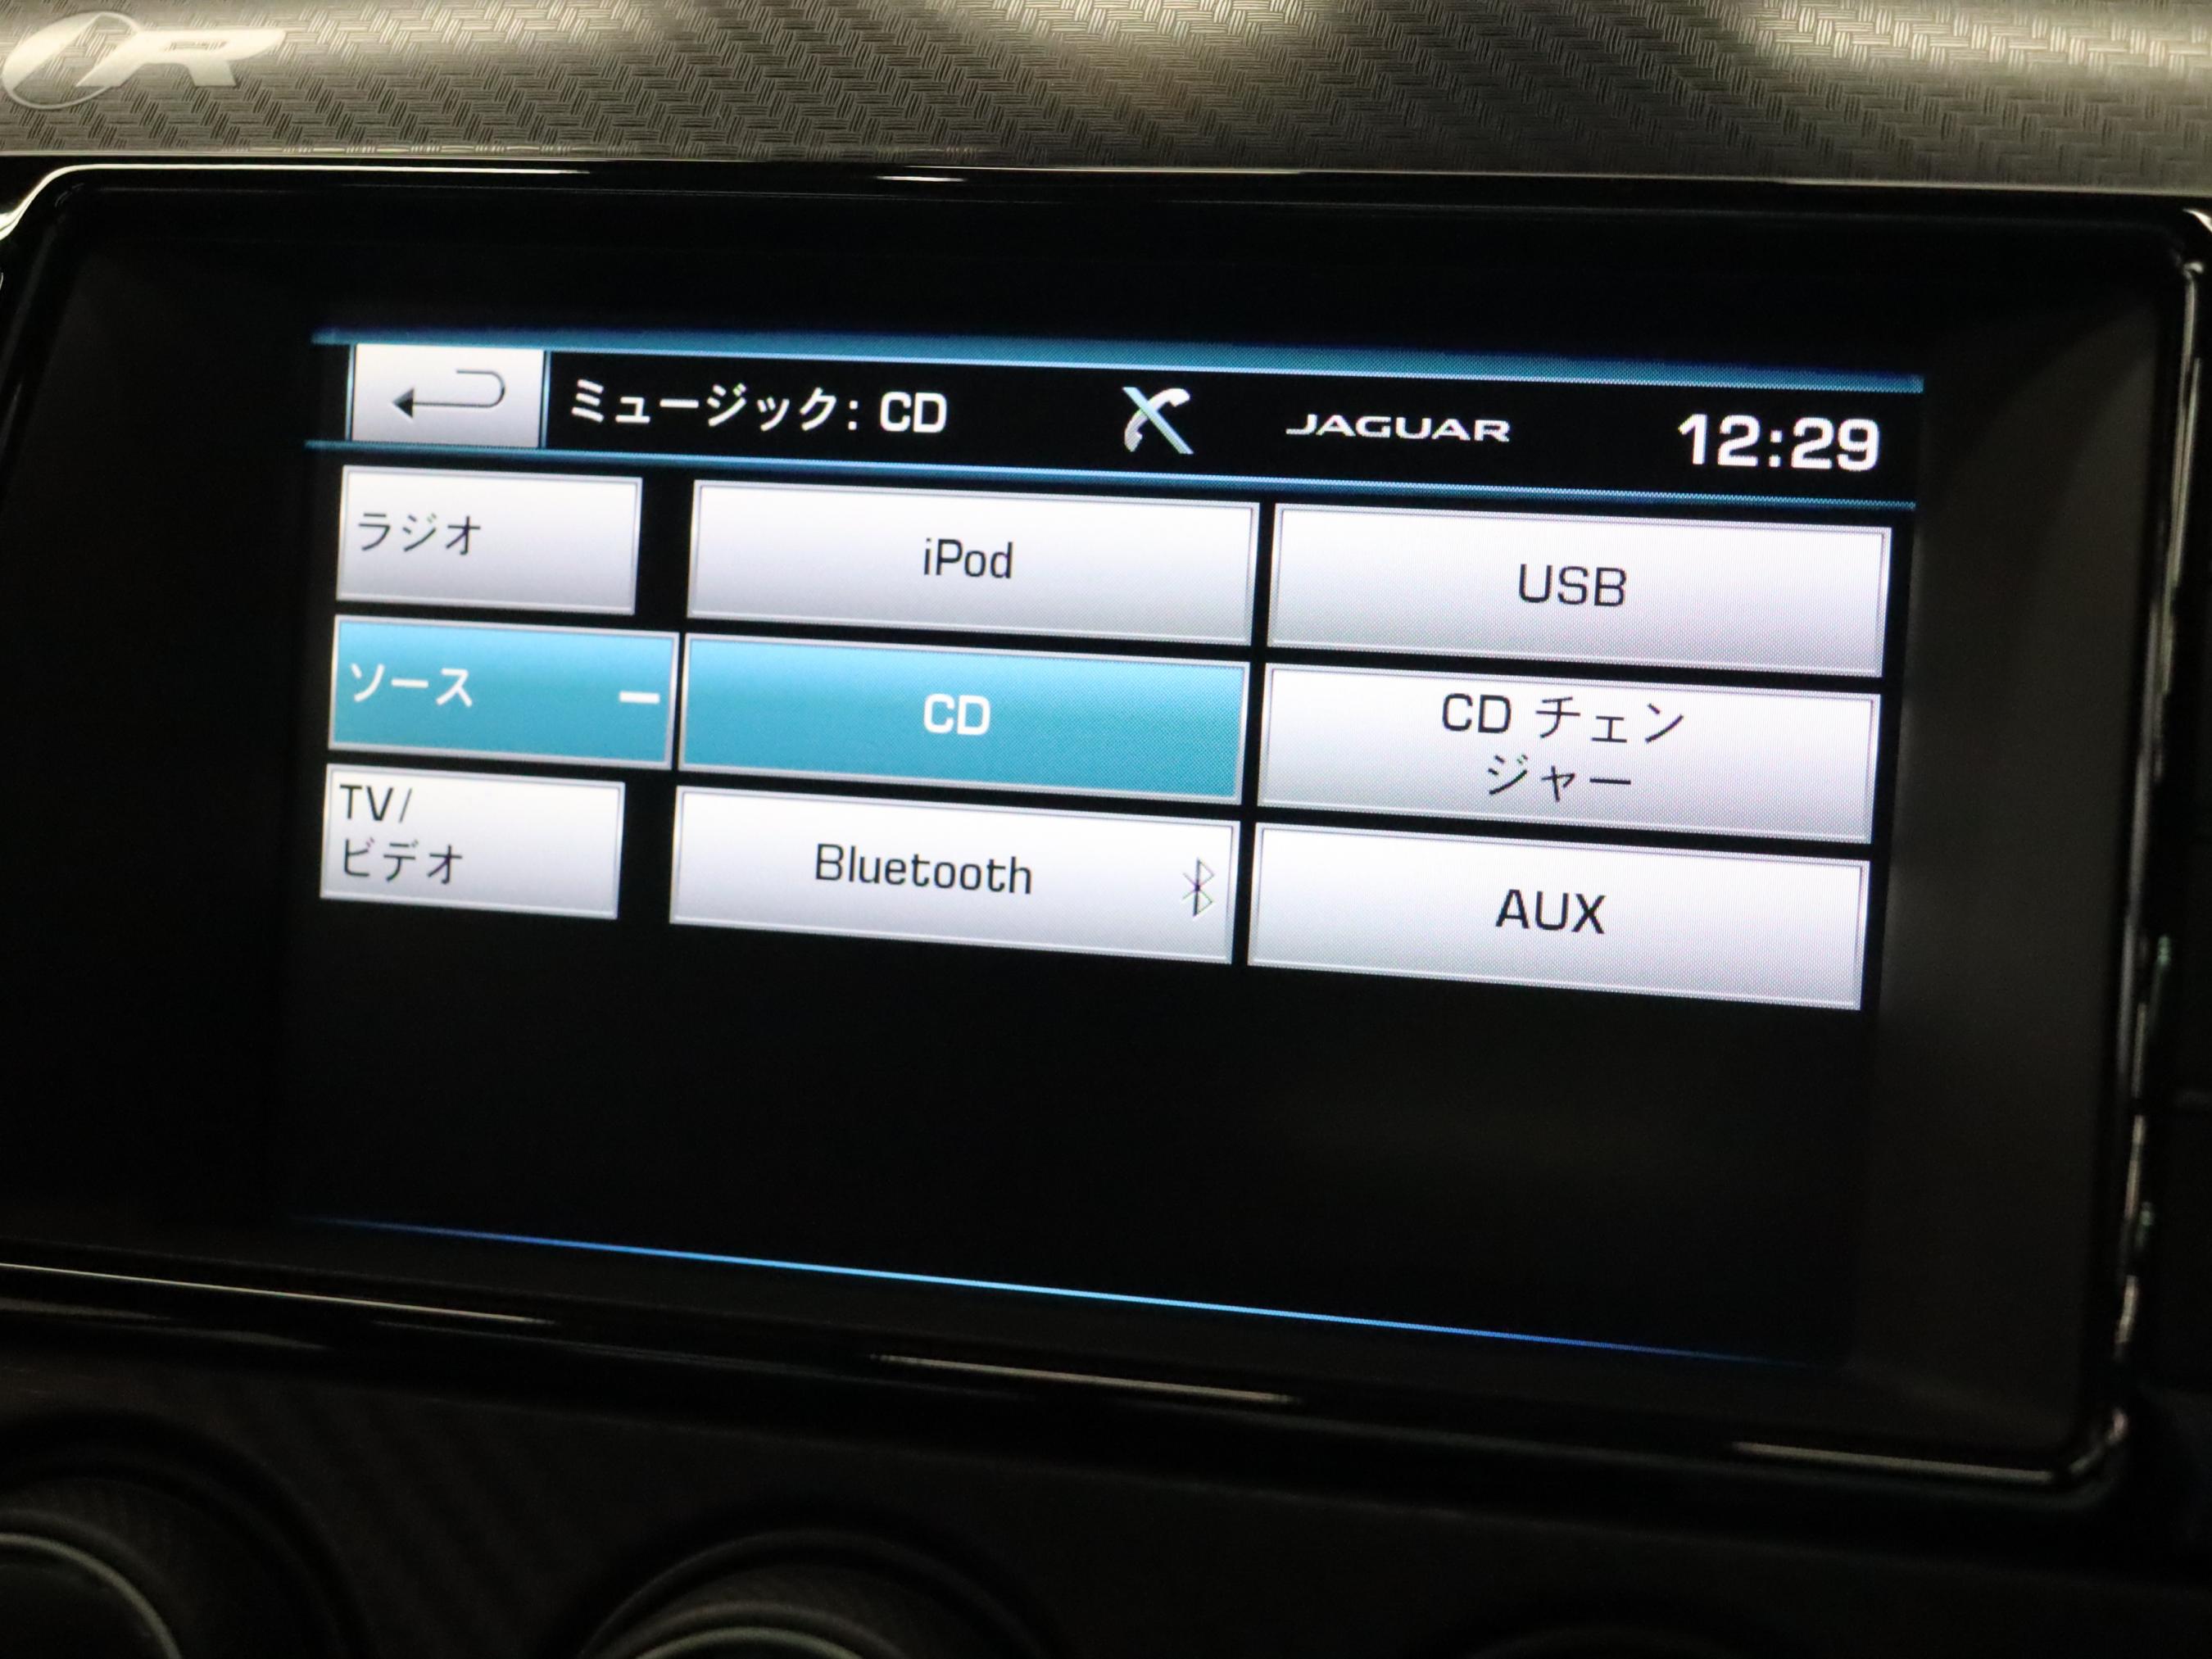 R
ミュージック: CD
JAGUAR
12:29
ラジオ
iPod
USB
ソース
CD
CD チェン
ジャー
TV/
ビデオ
Bluetooth
AUX